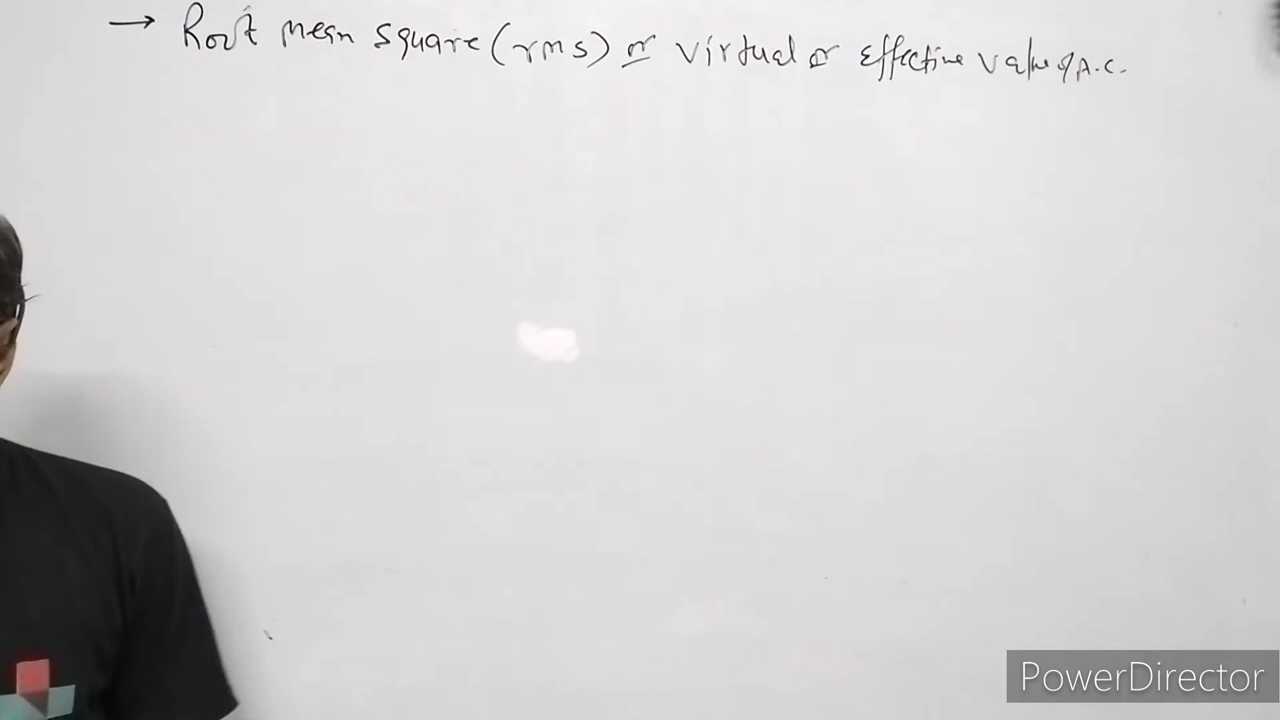 → Root mean square (rms) or virtual or effective value of A.C.
PowerDirector